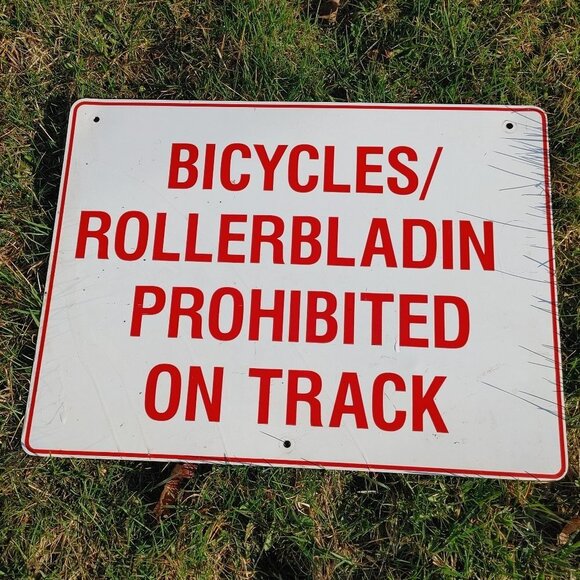 BICYCLES/
ROLLERBLADIN
PROHIBITED
ON TRACK